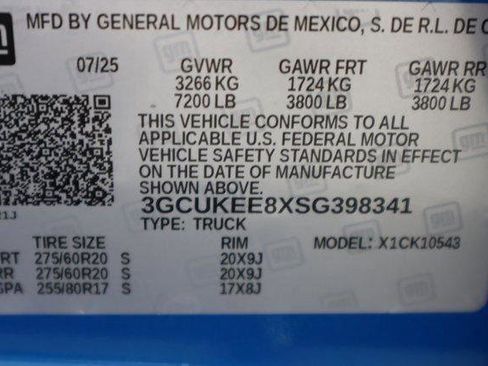 MFD BY GENERAL MOTORS DE MEXICO, S. DE R.L. DE C
gm
07/25 GVWR GAWR FRT GAWR RR
3266 KG 1724 KG 1724 KG
7200 LB 3800 LB 3800 LB
THIS VEHICLE CONFORMS TO ALL
APPLICABLE U.S. FEDERAL MOTOR
VEHICLE SAFETY STANDARDS IN EFFECT
ON THE DATE OF MANUFACTURE
SHOWN ABOVE.
3GCUKEE8XSG398341
TYPE: TRUCK
TIRE SIZE RIM MODEL: X1CK10543
FRT 275/60R20 S 20X9J
RR 275/60R20 S 20X9J
SPA 255/80R17 S 17X8J